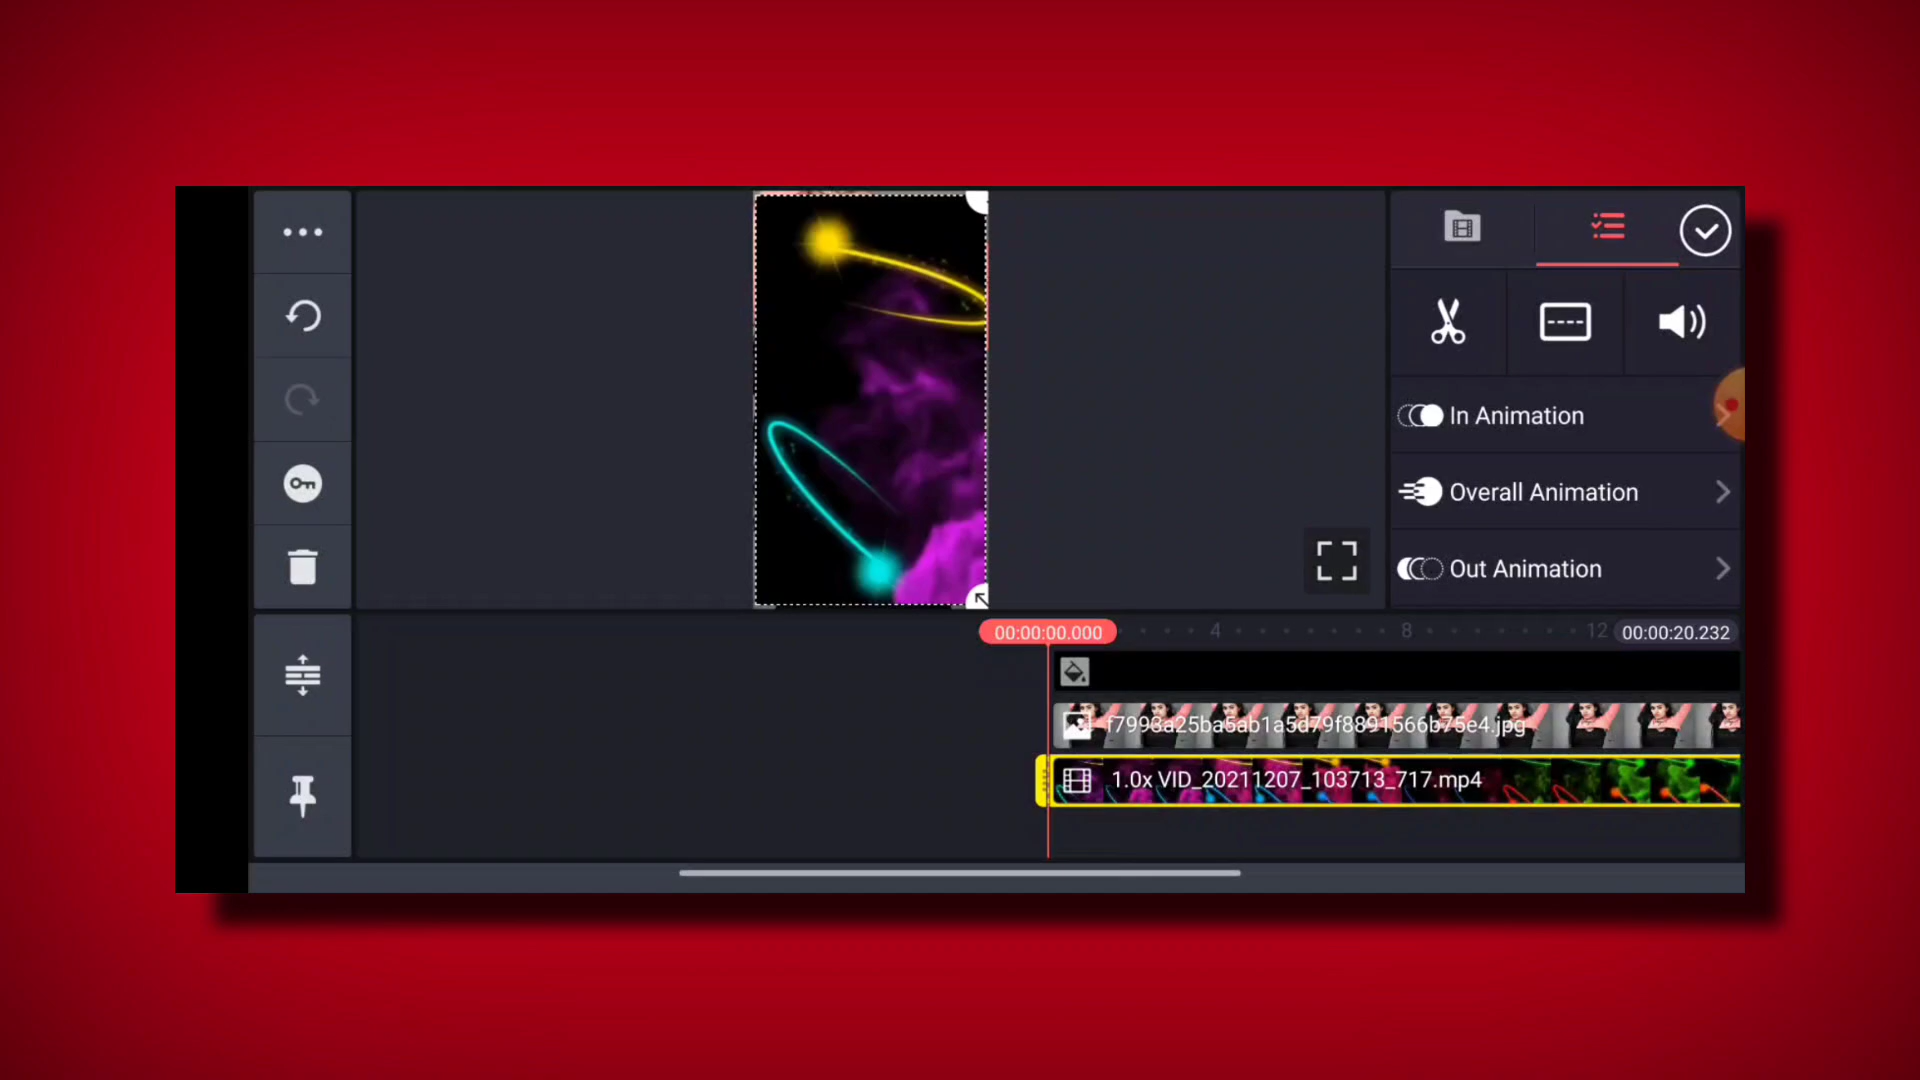 In Animation
Overall Animation
Out Animation
00:00:00.000
4
8
12
00:00:20.232
f7993a25ba5ab1a5d79f8891566b75e4.jpg
1.0x VID_20211207_103713_717.mp4